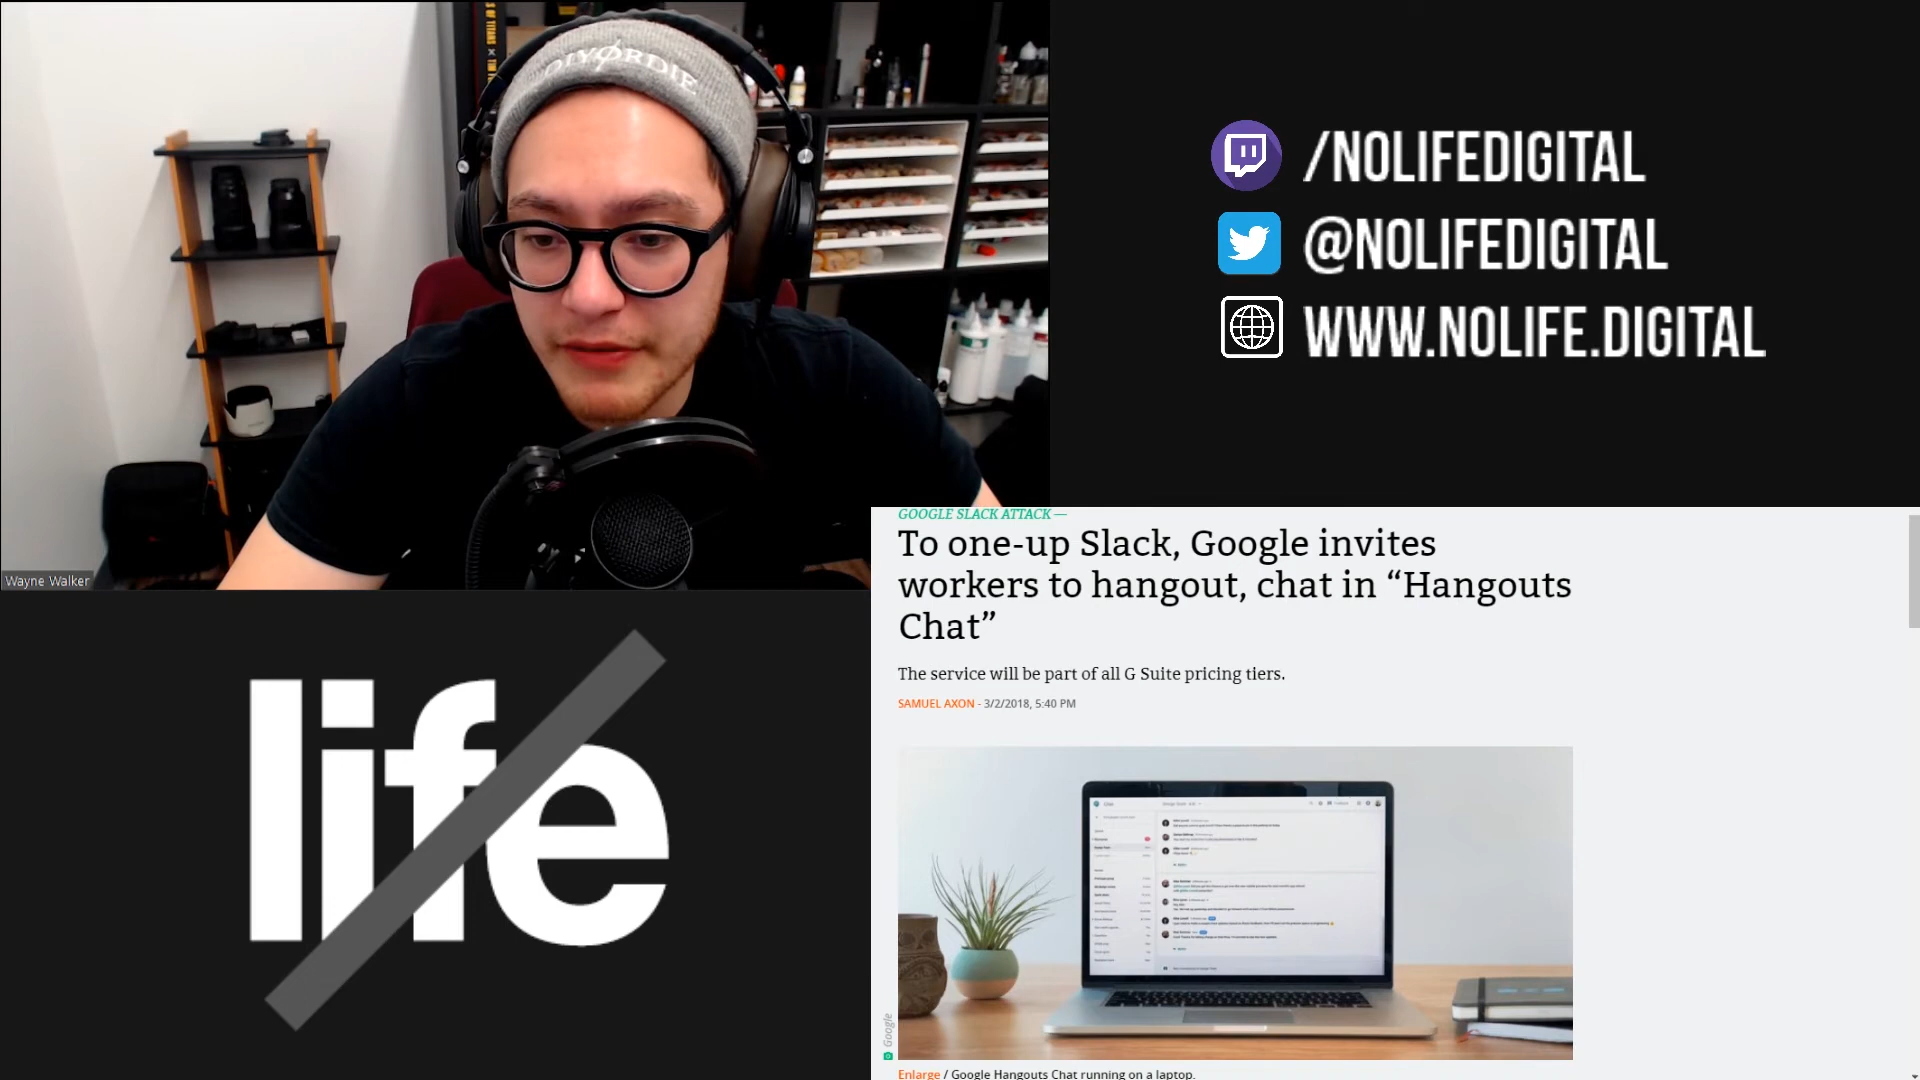 DIYØRDIE
Wayne Walker
/NOLIFEDIGITAL
@NOLIFEDIGITAL
WWW.NOLIFE.DIGITAL
life
GOOGLE SLACK ATTACK —
To one-up Slack, Google invites
workers to hangout, chat in “Hangouts
Chat”
The service will be part of all G Suite pricing tiers.
SAMUEL AXON - 3/2/2018, 5:40 PM
Google
Enlarge / Google Hangouts Chat running on a laptop.